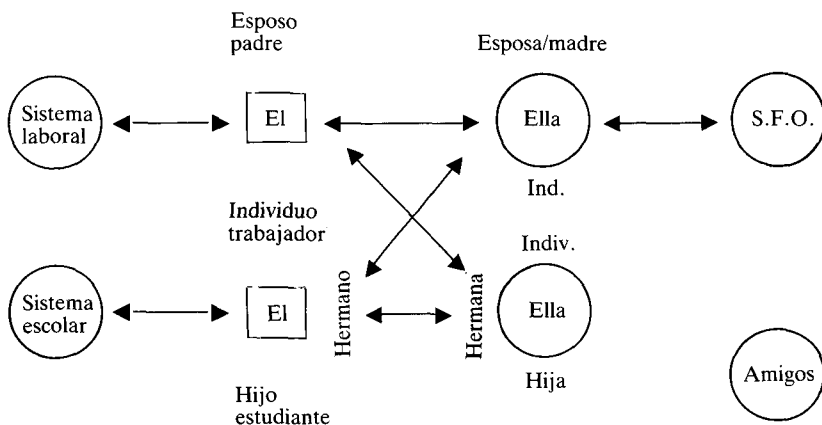 Esposo
padre
Esposa/madre
Sistema
laboral
El
Ella
S.F.O.
Ind.
Individuo
trabajador
Indiv.
Sistema
escolar
El
Hermano
Hermana
Ella
Hijo
estudiante
Hija
Amigos